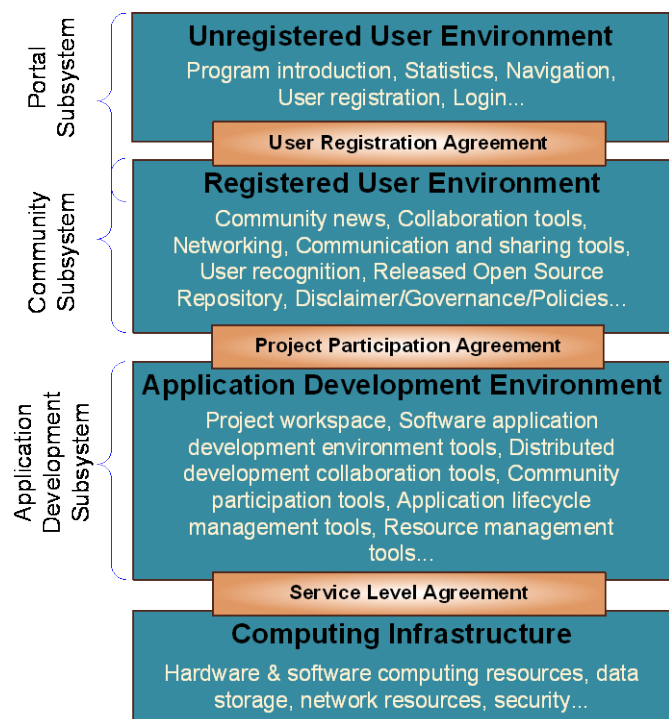 Portal
Subsystem
Unregistered User Environment
Program introduction, Statistics, Navigation,
User registration, Login...
User Registration Agreement
Community
Subsystem
Registered User Environment
Community news, Collaboration tools,
Networking, Communication and sharing tools,
User recognition, Released Open Source
Repository, Disclaimer/Governance/Policies...
Project Participation Agreement
Application
Development
Subsystem
Application Development Environment
Project workspace, Software application
development environment tools, Distributed
development collaboration tools, Community
participation tools, Application lifecycle
management tools, Resource management
tools...
Service Level Agreement
Computing Infrastructure
Hardware & software computing resources, data
storage, network resources, security...